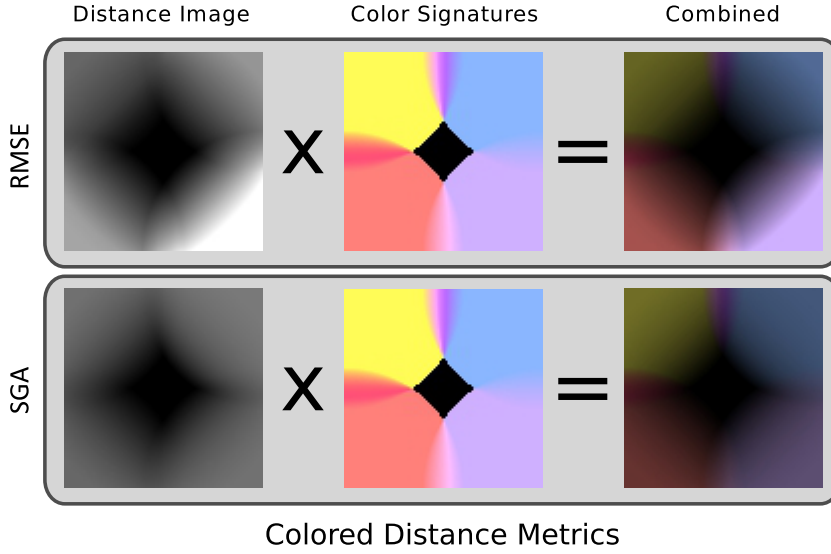 Distance Image Color Signatures Combined
RMSE
X =
SGA
X =
Colored Distance Metrics